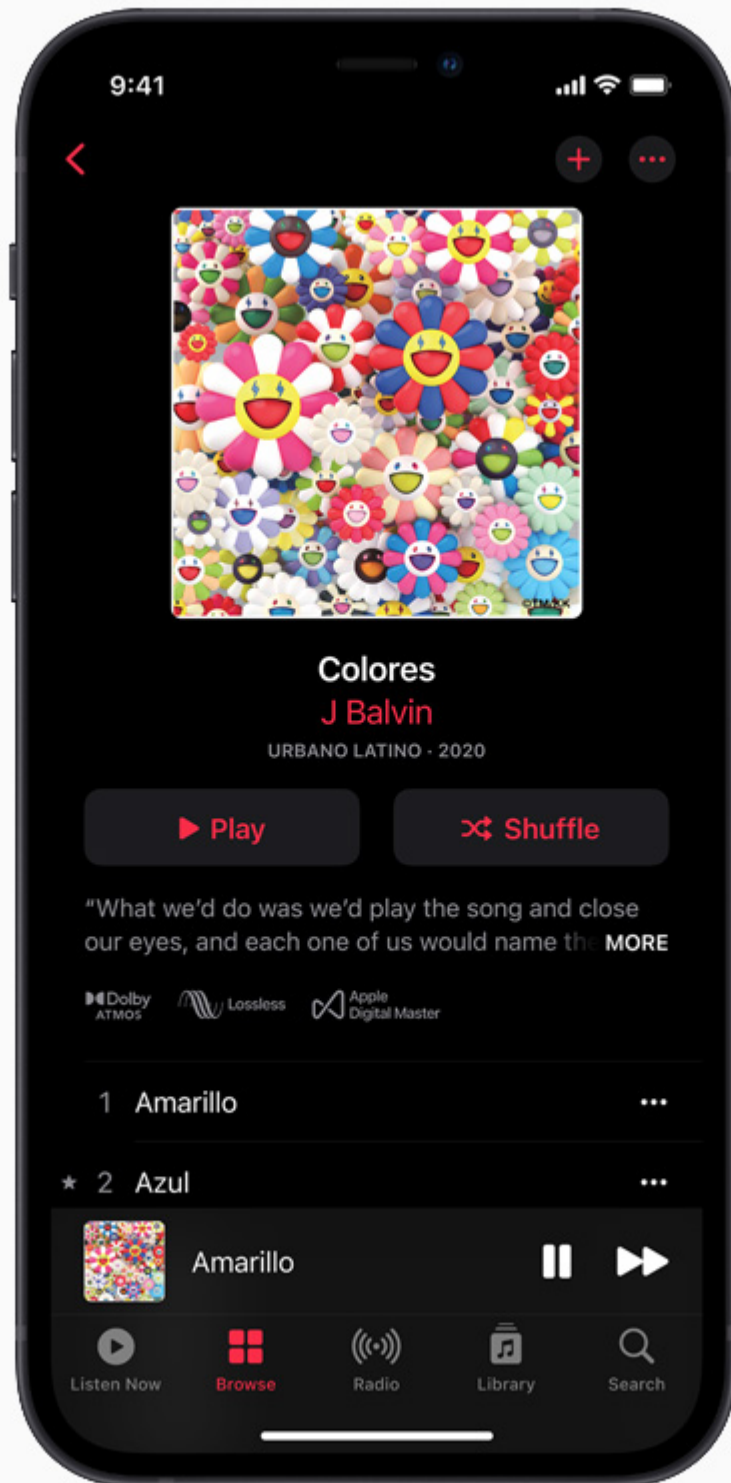 9:41
Colores
J Balvin
URBANO LATINO · 2020
Play
Shuffle
“What we’d do was we’d play the song and close
our eyes, and each one of us would name the MORE
Dolby
ATMOS
Lossless
Apple
Digital Master
1 Amarillo
2 Azul
Amarillo
Listen Now
Browse
Radio
Library
Search